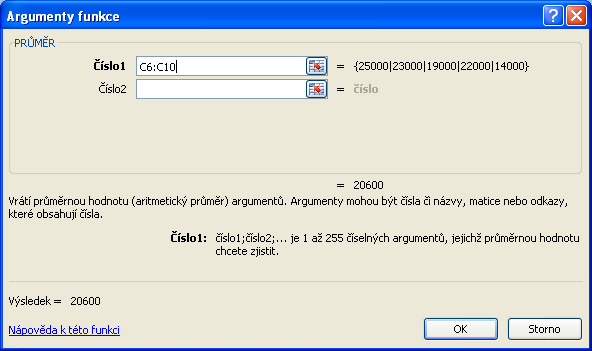 Argumenty funkce
PRŮMĚR
Číslo1 C6:C10 = {25000|23000|19000|22000|14000}
Číslo2 = číslo
= 20600
Vrátí průměrnou hodnotu (aritmetický průměr) argumentů. Argumenty mohou být čísla či názvy, matice nebo odkazy,
které obsahují čísla.
Číslo1: číslo1;číslo2;... je 1 až 255 číselných argumentů, jejichž průměrnou hodnotu
chcete zjistit.
Výsledek = 20600
Nápověda k této funkci OK Storno